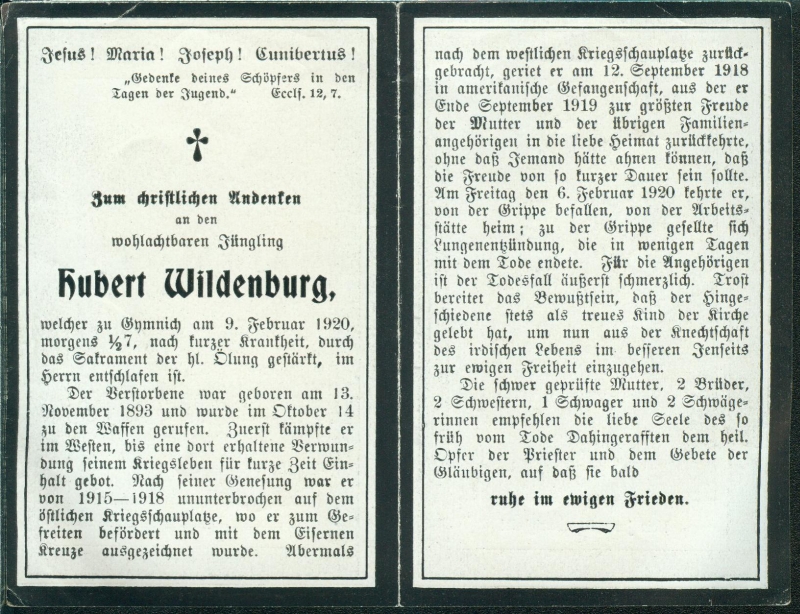 Jesus! Maria! Joseph! Cunibertus!
„Gedenke deines Schöpfers in den
Tagen der Jugend.“ Eccls. 12, 7.
Zum christlichen Andenken
an den
wohlachtbaren Jüngling
Hubert Wildenburg,
welcher zu Gymnich am 9. Februar 1920,
morgens ½7, nach kurzer Krankheit, durch
das Sakrament der hl. Ölung gestärkt, im
Herrn entschlafen ist.
Der Verstorbene war geboren am 13.
November 1893 und wurde im Oktober 14
zu den Waffen gerufen. Zuerst kämpfte er
im Westen, bis eine dort erhaltene Verwun-
dung seinem Kriegsleben für kurze Zeit Ein-
halt gebot. Nach seiner Genesung war er
von 1915—1918 ununterbrochen auf dem
östlichen Kriegsschauplatze, wo er zum Ge-
freiten befördert und mit dem Eisernen
Kreuze ausgezeichnet wurde. Abermals
nach dem westlichen Kriegsschauplatze zurück-
gebracht, geriet er am 12. September 1918
in amerikanische Gefangenschaft, aus der er
Ende September 1919 zur größten Freude
der Mutter und der übrigen Familien-
angehörigen in die liebe Heimat zurückkehrte,
ohne daß Jemand hätte ahnen können, daß
die Freude von so kurzer Dauer sein sollte.
Am Freitag den 6. Februar 1920 kehrte er,
von der Grippe befallen, von der Arbeits-
stätte heim; zu der Grippe gesellte sich
Lungenentzündung, die in wenigen Tagen
mit dem Tode endete. Für die Angehörigen
ist der Todesfall äußerst schmerzlich. Trost
bereitet das Bewußtsein, daß der Hinge-
schiedene stets als treues Kind der Kirche
gelebt hat, um nun aus der Knechtschaft
des irdischen Lebens im besseren Jenseits
zur ewigen Freiheit einzugehen.
Die schwer geprüfte Mutter, 2 Brüder,
2 Schwestern, 1 Schwager und 2 Schwäge-
rinnen empfehlen die liebe Seele des so
früh vom Tode Dahingerafften dem heil.
Opfer der Priester und dem Gebete der
Gläubigen, auf daß sie bald
ruhe im ewigen Frieden.